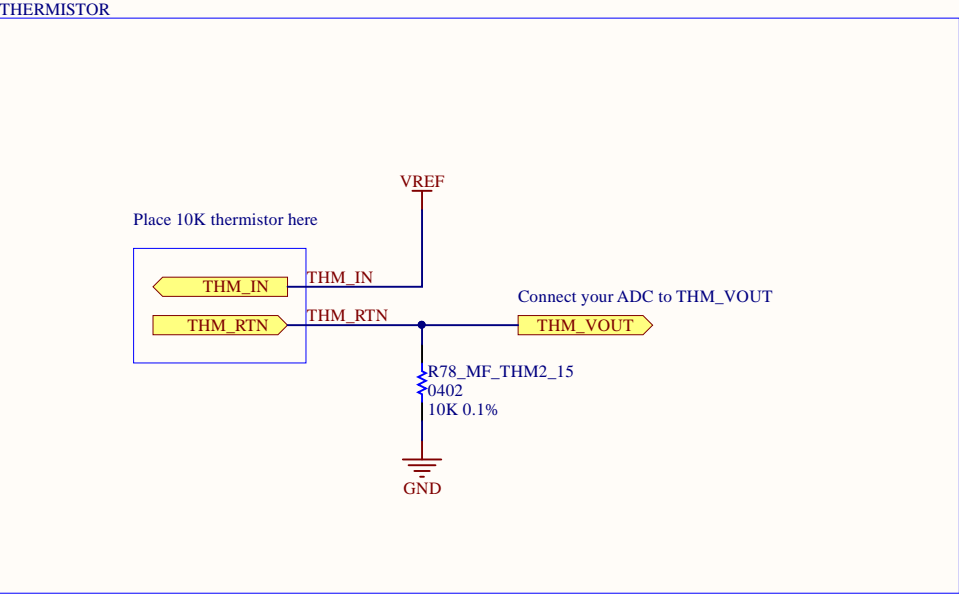 THERMISTOR
VREF
Place 10K thermistor here
THM_IN
THM_IN
Connect your ADC to THM_VOUT
THM_RTN
THM_RTN
THM_VOUT
R78_MF_THM2_15
0402
10K 0.1%
GND